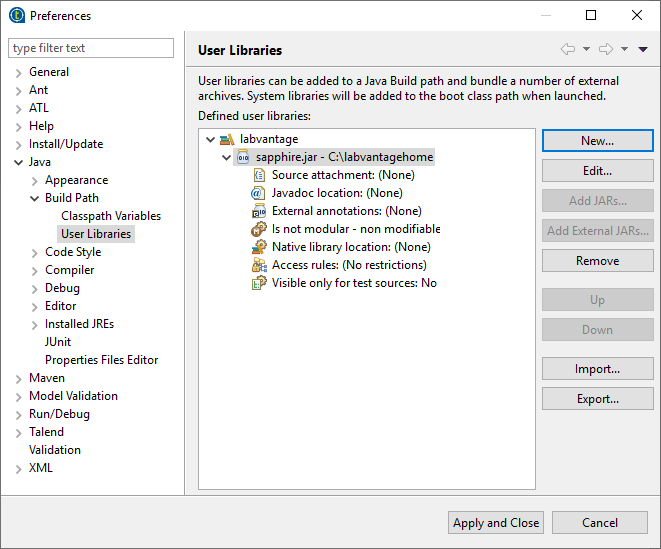 Preferences
type filter text
General
Ant
ATL
Help
Install/Update
Java
Appearance
Build Path
Classpath Variables
User Libraries
Code Style
Compiler
Debug
Editor
Installed JREs
JUnit
Properties Files Editor
Maven
Model Validation
Run/Debug
Talend
Validation
XML
User Libraries
User libraries can be added to a Java Build path and bundle a number of external
archives. System libraries will be added to the boot class path when launched.
Defined user libraries:
labvantage
sapphire.jar - C:\labvantagehome
Source attachment: (None)
Javadoc location: (None)
External annotations: (None)
Is not modular - non modifiable
Native library location: (None)
Access rules: (No restrictions)
Visible only for test sources: No
New...
Edit...
Add JARs...
Add External JARs...
Remove
Up
Down
Import...
Export...
Apply and Close
Cancel